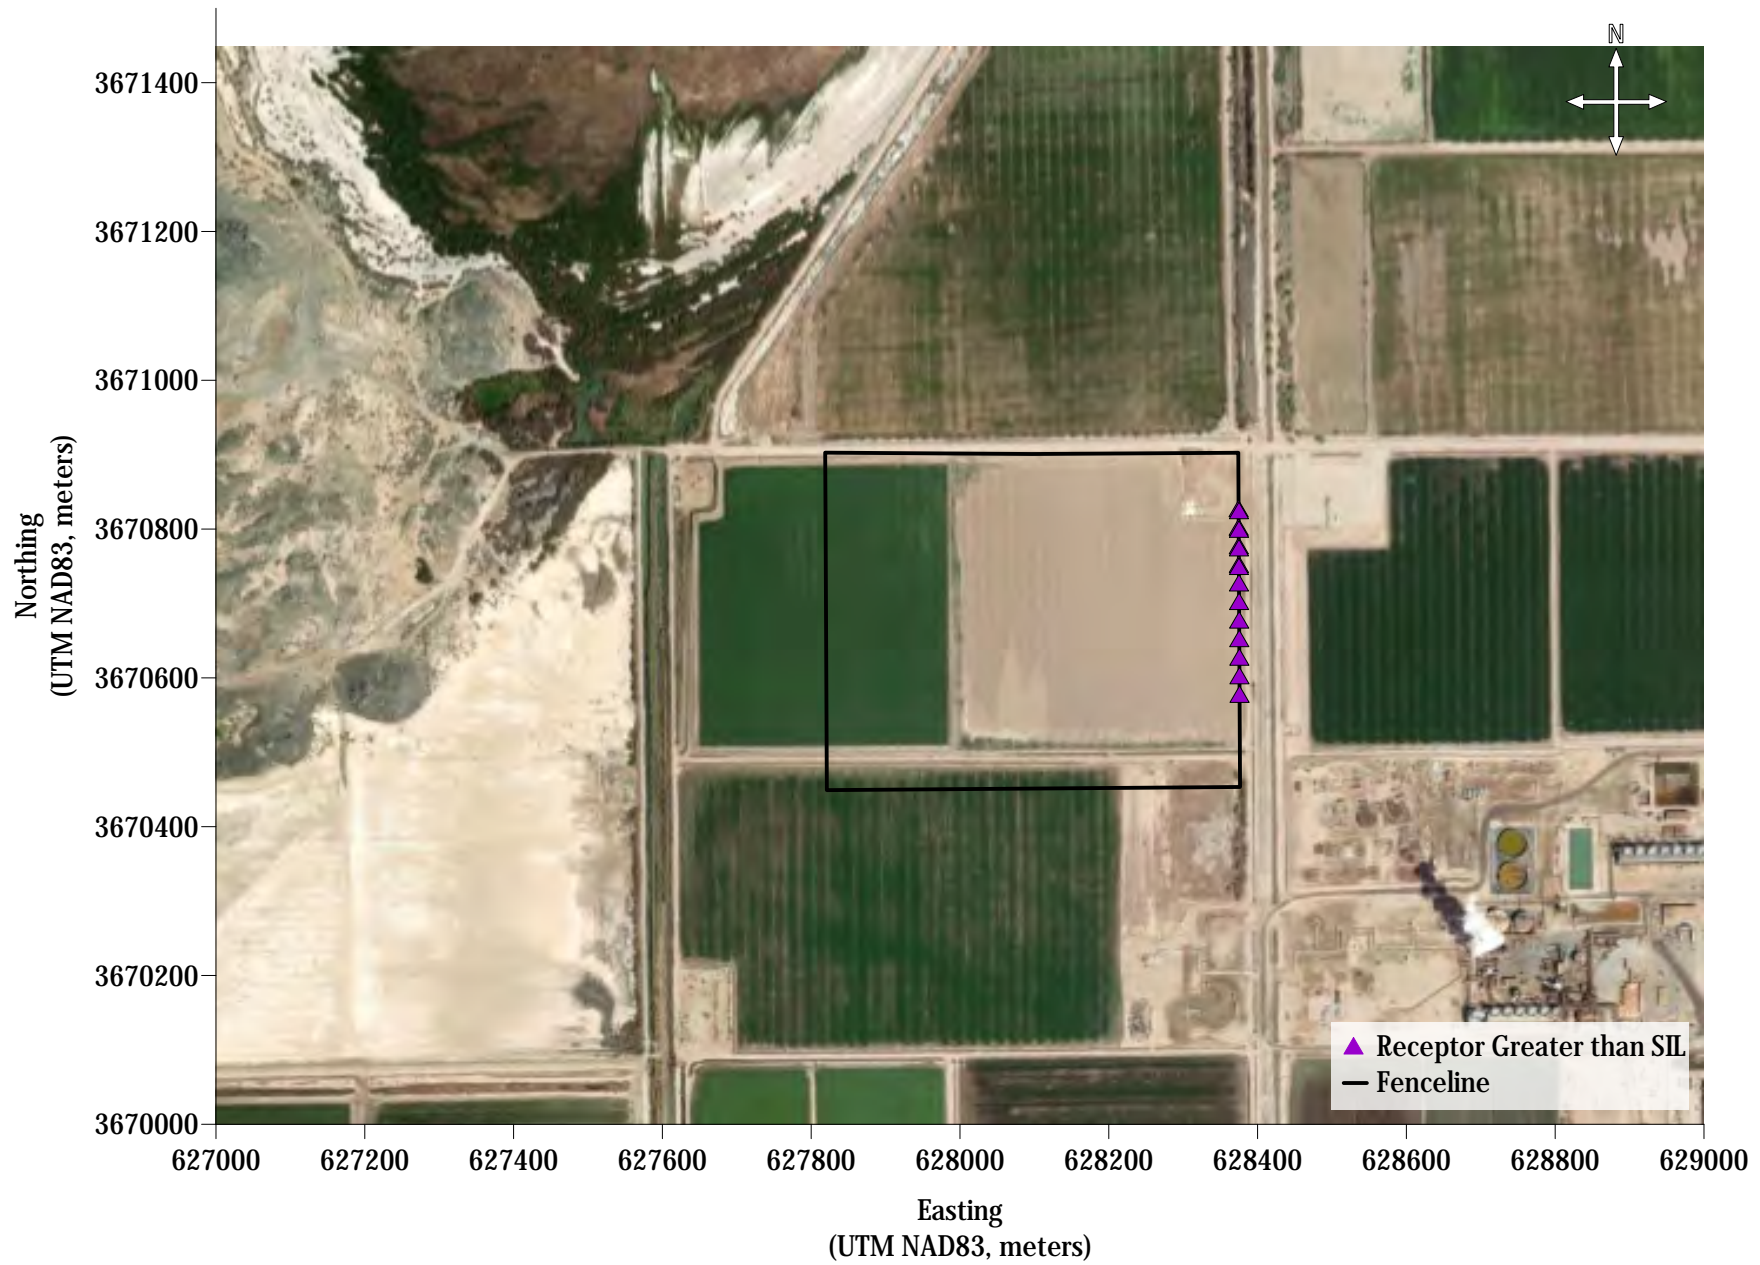 N
3671400
3671200
3671000
3670800
3670600
3670400
3670200
3670000
Northing
(UTM NAD83, meters)
Receptor Greater than SIL
Fenceline
627000 627200 627400 627600 627800 628000 628200 628400 628600 628800 629000
Easting
(UTM NAD83, meters)